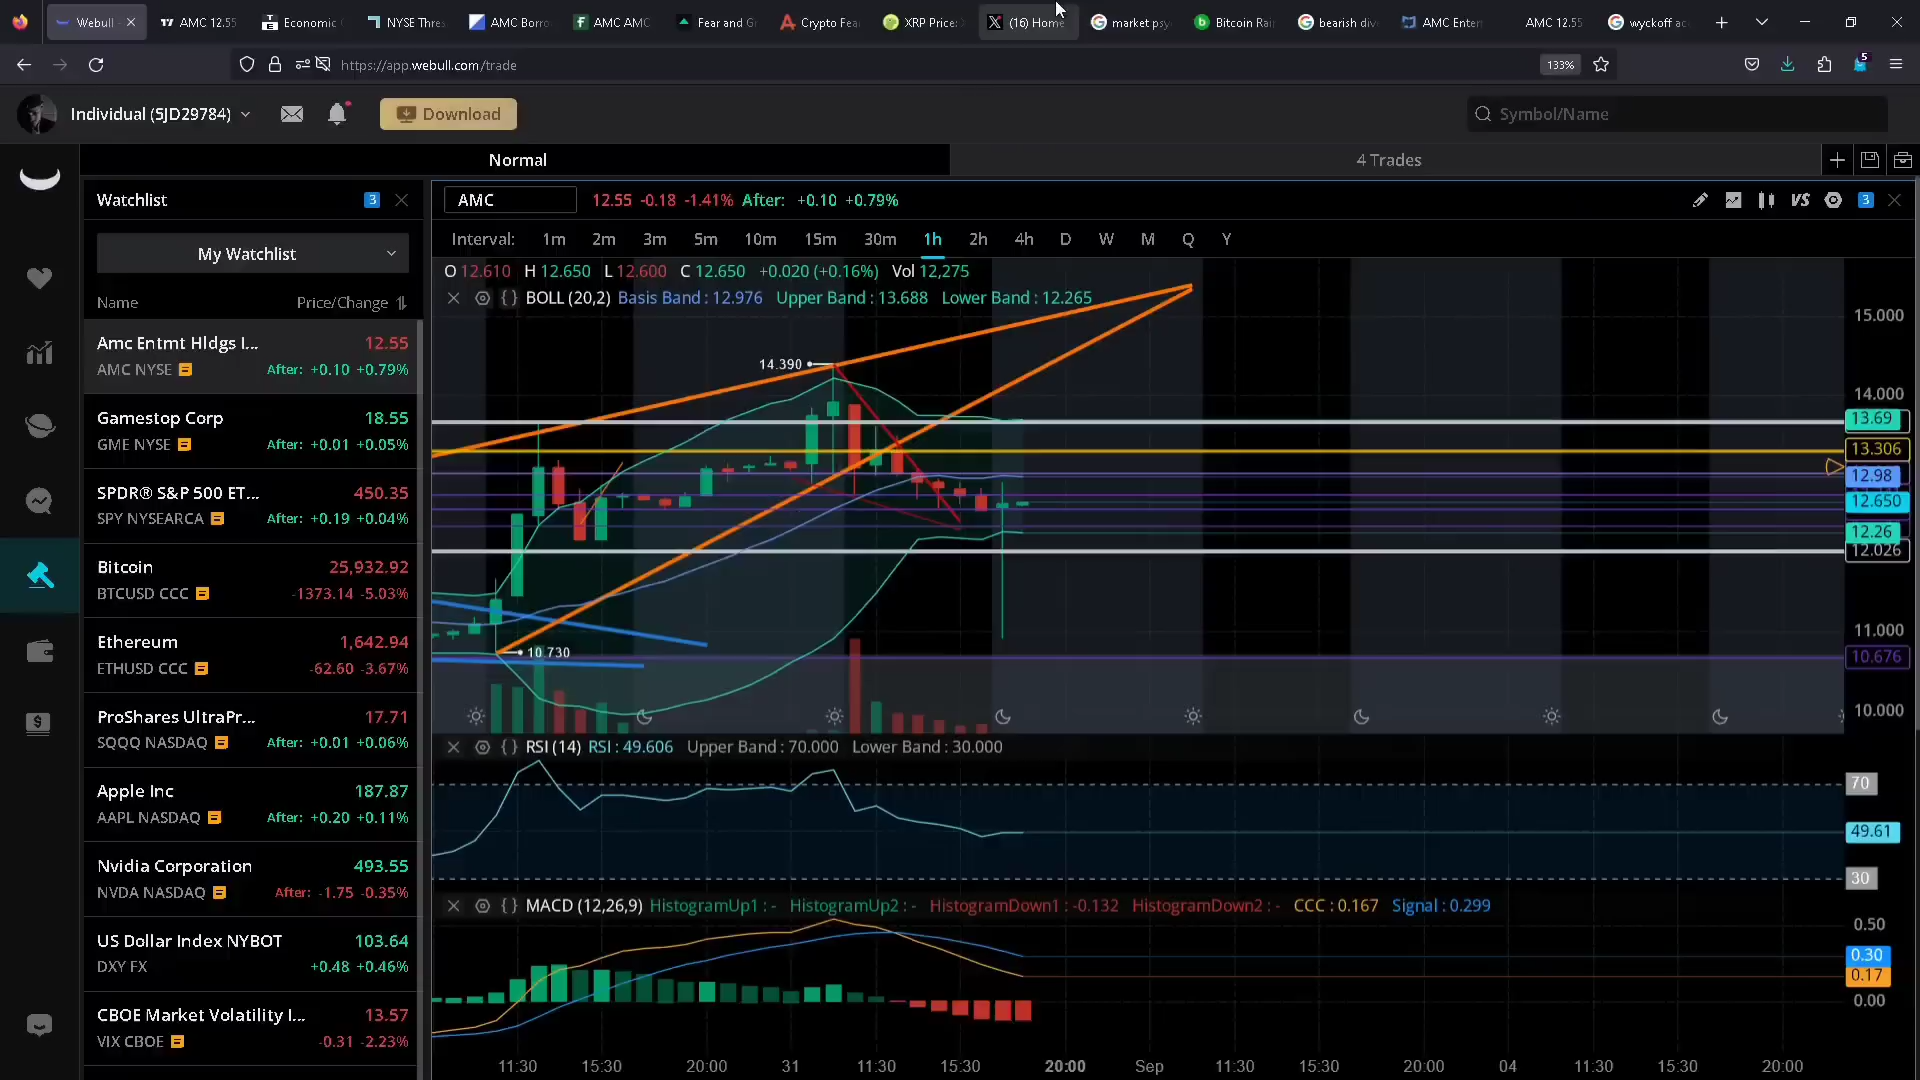 Webull -
AMC 12.55
Economic
NYSE Thres
AMC Borro
AMC AMC
Fear and G
Crypto Fea
XRP Price:
(16) Home
market psy
Bitcoin Rai
bearish div
AMC Enter
AMC 12.55
wyckoff ac
https://app.webull.com/trade
133%
5
Individual (5JD29784)
Download
Symbol/Name
Normal
4 Trades
Watchlist
3
AMC
12.55 -0.18 -1.41% After: +0.10 +0.79%
VS
3
My Watchlist
Interval: 1m 2m 3m 5m 10m 15m 30m 1h 2h 4h D W M Q Y
Name Price/Change
O 12.610 H 12.650 L 12.600 C 12.650 +0.020 (+0.16%) Vol 12,275
BOLL (20,2) Basis Band : 12.976 Upper Band : 13.688 Lower Band : 12.265
Amc Entmt Hldgs I... 12.55
AMC NYSE After: +0.10 +0.79%
Gamestop Corp 18.55
GME NYSE After: +0.01 +0.05%
SPDR® S&P 500 ET... 450.35
SPY NYSEARCA After: +0.19 +0.04%
Bitcoin 25,932.92
BTCUSD CCC -1373.14 -5.03%
Ethereum 1,642.94
ETHUSD CCC -62.60 -3.67%
ProShares UltraPr... 17.71
SQQQ NASDAQ After: +0.01 +0.06%
Apple Inc 187.87
AAPL NASDAQ After: +0.20 +0.11%
Nvidia Corporation 493.55
NVDA NASDAQ After: -1.75 -0.35%
US Dollar Index NYBOT 103.64
DXY FX +0.48 +0.46%
CBOE Market Volatility I... 13.57
VIX CBOE -0.31 -2.23%
14.390
10.730
15.000
14.000
13.69
13.306
12.98
12.650
12.26
12.026
11.000
10.676
10.000
RSI (14) RSI : 49.606 Upper Band : 70.000 Lower Band : 30.000
70
49.61
30
MACD (12,26,9) HistogramUp1 : - HistogramUp2 : - HistogramDown1 : -0.132 HistogramDown2 : - CCC : 0.167 Signal : 0.299
0.50
0.30
0.17
0.00
11:30 15:30 20:00 31 11:30 15:30 20:00 Sep 11:30 15:30 20:00 04 11:30 15:30 20:00